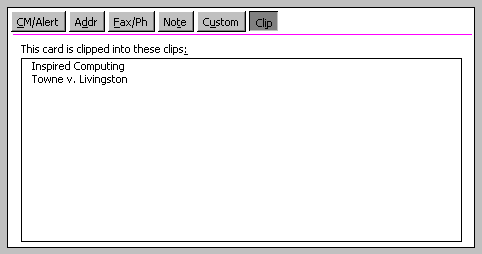 CM/Alert Addr Fax/Ph Note Custom Clip
This card is clipped into these clips:
Inspired Computing
Towne v. Livingston